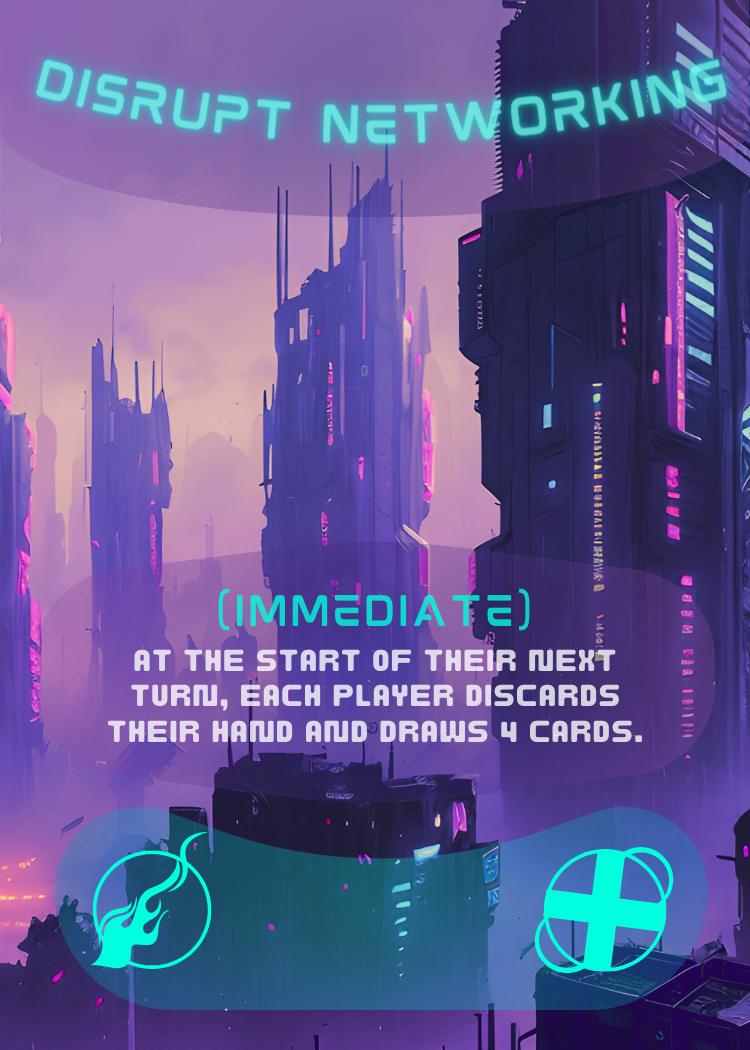 DISRUPT NETWORKING
(IMMEDIATE)
AT THE START OF THEIR NEXT
TURN, EACH PLAYER DISCARDS
THEIR HAND AND DRAWS 4 CARDS.